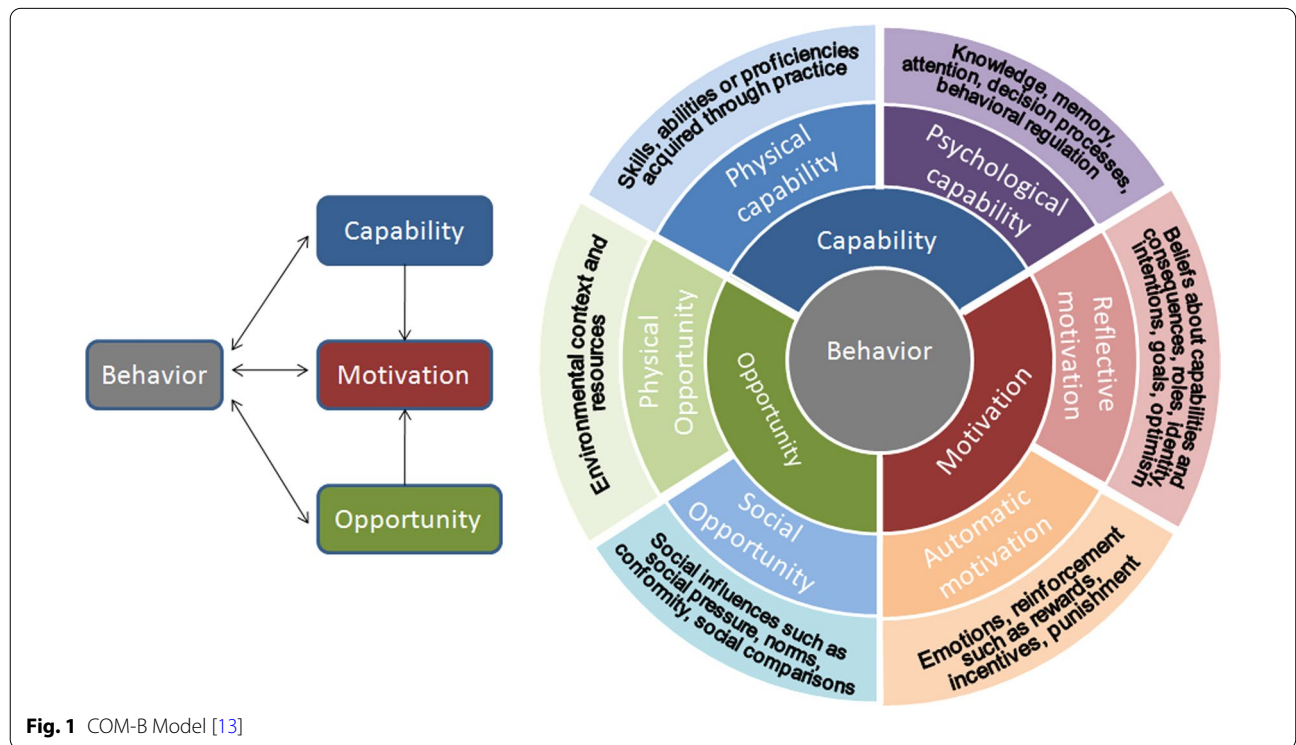 Capability
Behavior
Motivation
Opportunity
Skills, abilities or proficiencies
acquired through practice
Knowledge, memory,
attention, decision processes,
behavioral regulation
Physical
capability
Psychological
capability
Capability
Environmental context and
resources
Physical
Opportunity
Opportunity
Behavior
Motivation
Reflective
motivation
Beliefs about capabilities and
consequences, roles, identity,
intentions, goals, optimism
Social
Opportunity
Automatic
motivation
Social influences such as
social pressure, norms,
conformity, social comparisons
Emotions, reinforcement
such as rewards,
incentives, punishment
Fig. 1 COM-B Model [13]